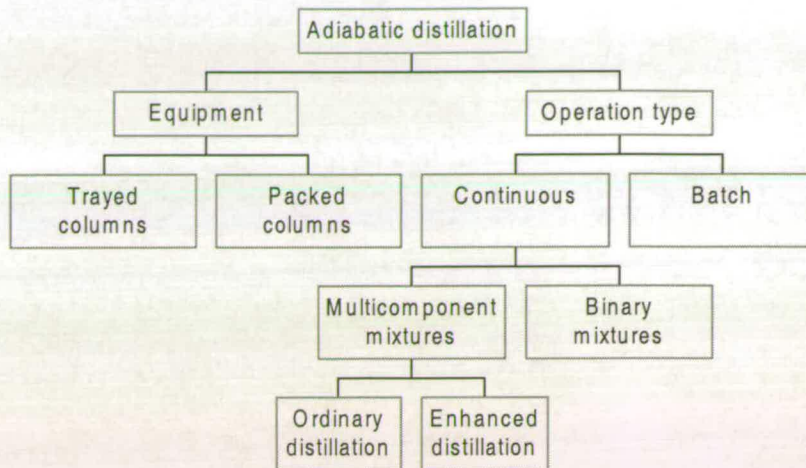 Adiabatic distillation
Equipment
Operation type
Trayed
columns
Packed
columns
Continuous
Batch
Multicomponent
mixtures
Binary
mixtures
Ordinary
distillation
Enhanced
distillation